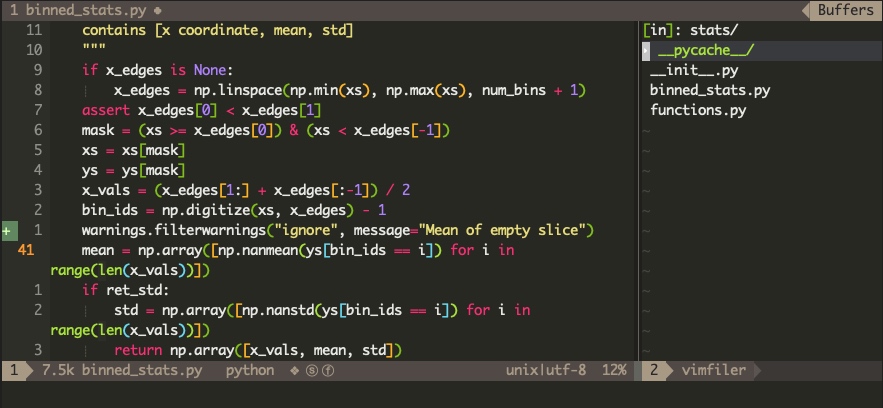 1 binned_stats.py ●
Buffers
11 contains [x coordinate, mean, std]
10 """
9 if x_edges is None:
8 x_edges = np.linspace(np.min(xs), np.max(xs), num_bins + 1)
7 assert x_edges[0] < x_edges[1]
6 mask = (xs >= x_edges[0]) & (xs < x_edges[-1])
5 xs = xs[mask]
4 ys = ys[mask]
3 x_vals = (x_edges[1:] + x_edges[:-1]) / 2
2 bin_ids = np.digitize(xs, x_edges) - 1
+ 1 warnings.filterwarnings("ignore", message="Mean of empty slice")
41 mean = np.array([np.nanmean(ys[bin_ids == i]) for i in
range(len(x_vals))])
1 if ret_std:
2 std = np.array([np.nanstd(ys[bin_ids == i]) for i in
range(len(x_vals))])
3 return np.array([x_vals, mean, std])
1 7.5k binned_stats.py python ❖ ⓢ ⓕ unix|utf-8 12%
[in]: stats/
▸ __pycache__/
__init__.py
binned_stats.py
functions.py
~
~
~
~
~
~
~
~
~
~
~
~
2 vimfiler